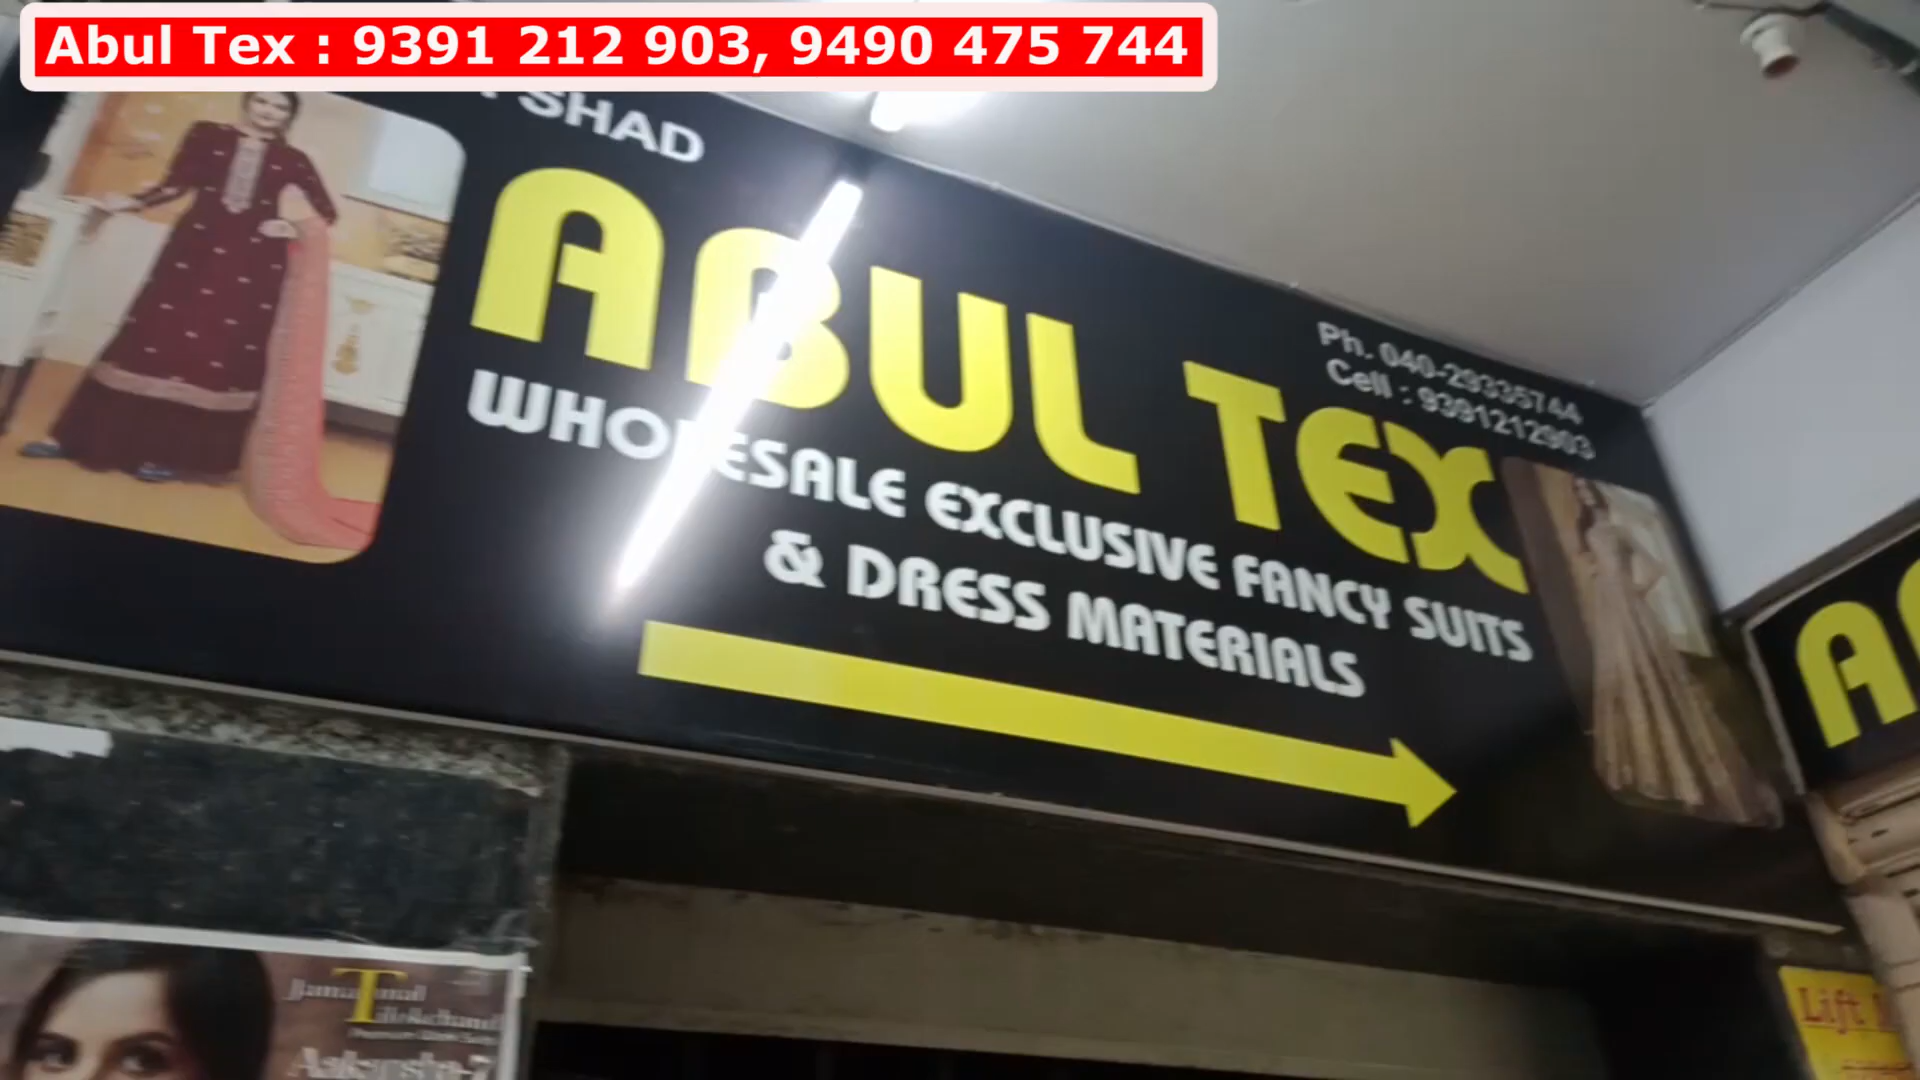 Abul Tex : 9391 212 903, 9490 475 744
SHAD
ABUL TEX
Ph. 040-29335744
Cell : 9391212903
WHOLESALE EXCLUSIVE FANCY SUITS
& DRESS MATERIALS
Lift